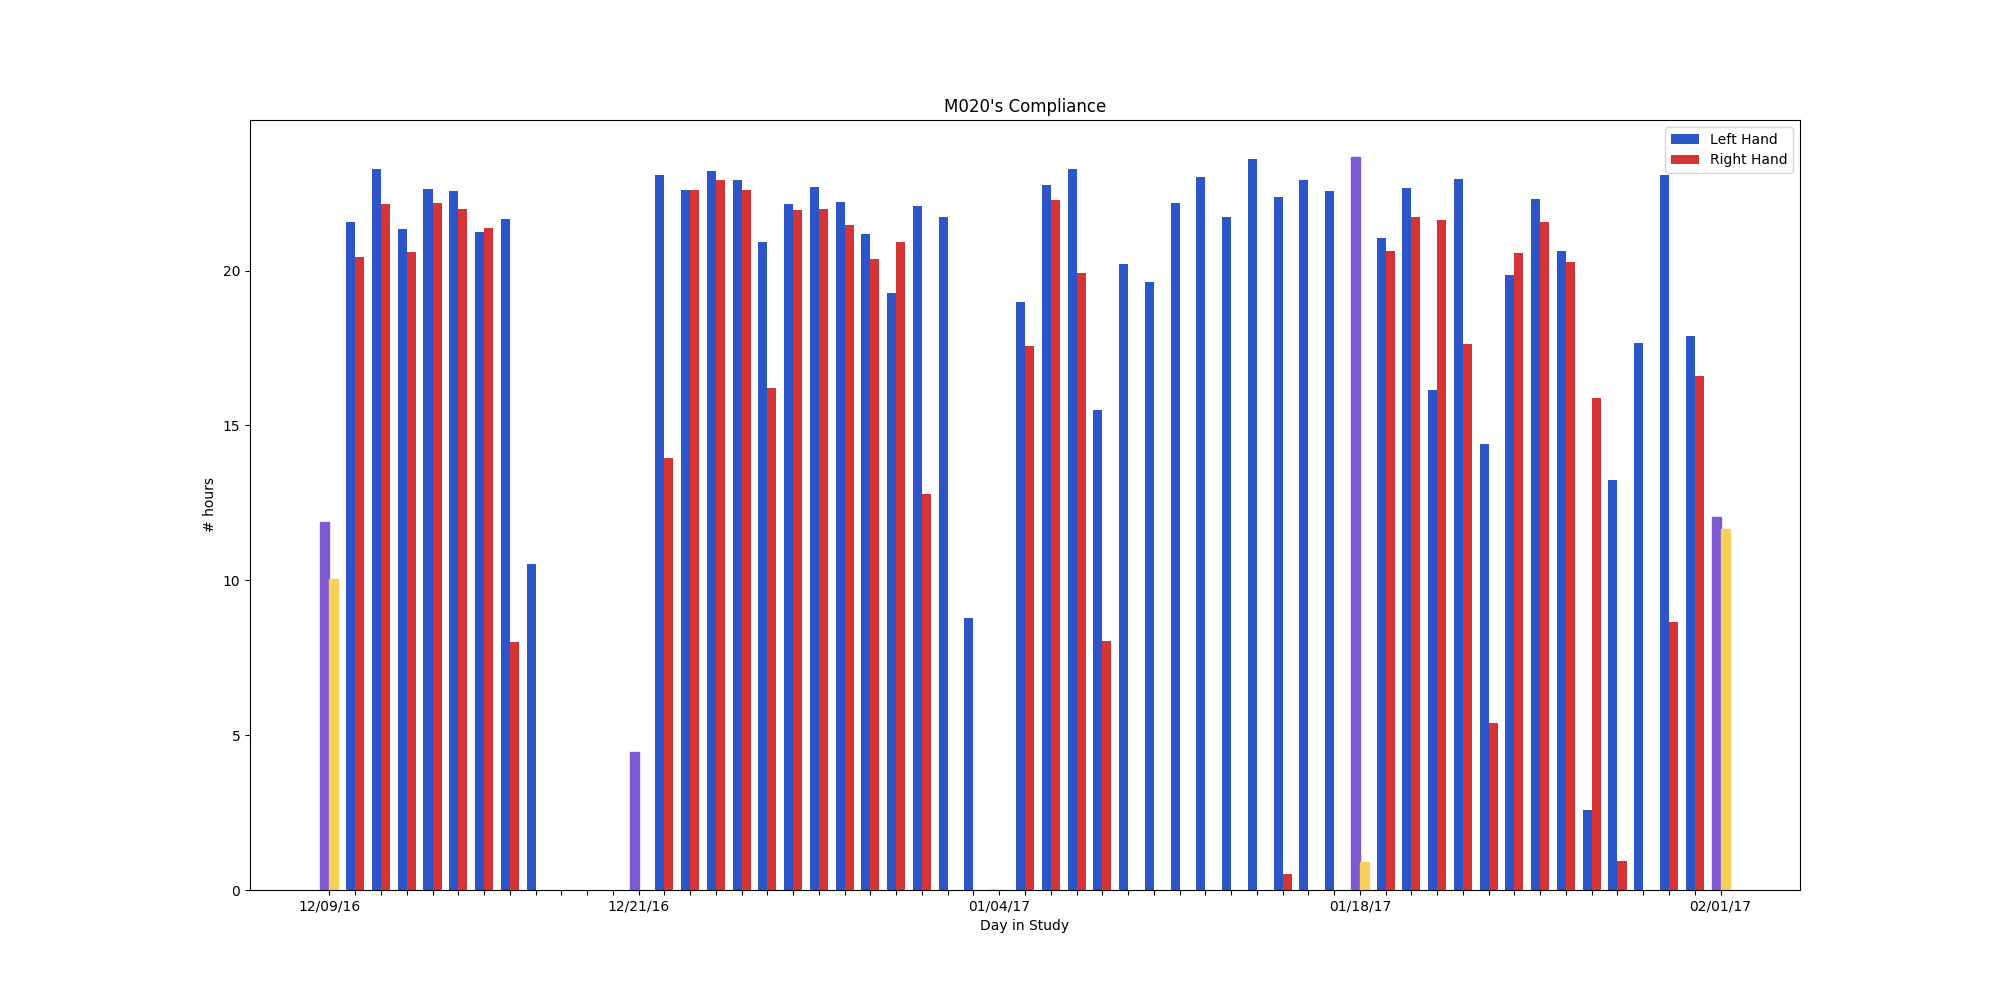 M020's Compliance
Left Hand
Right Hand
20
15
10
5
0
# hours
12/09/16 12/21/16 01/04/17 01/18/17 02/01/17
Day in Study